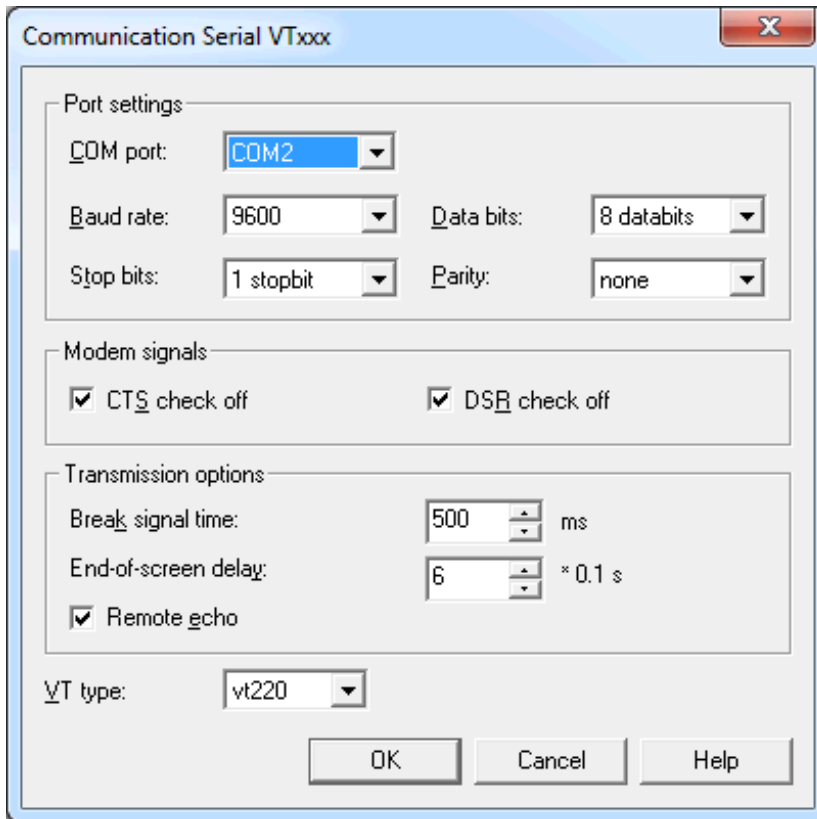 Communication Serial VTxxx
Port settings
COM port: COM2
Baud rate: 9600 Data bits: 8 databits
Stop bits: 1 stopbit Parity: none
Modem signals
CTS check off DSR check off
Transmission options
Break signal time: 500 ms
End-of-screen delay: 6 * 0.1 s
Remote echo
VT type: vt220
OK Cancel Help